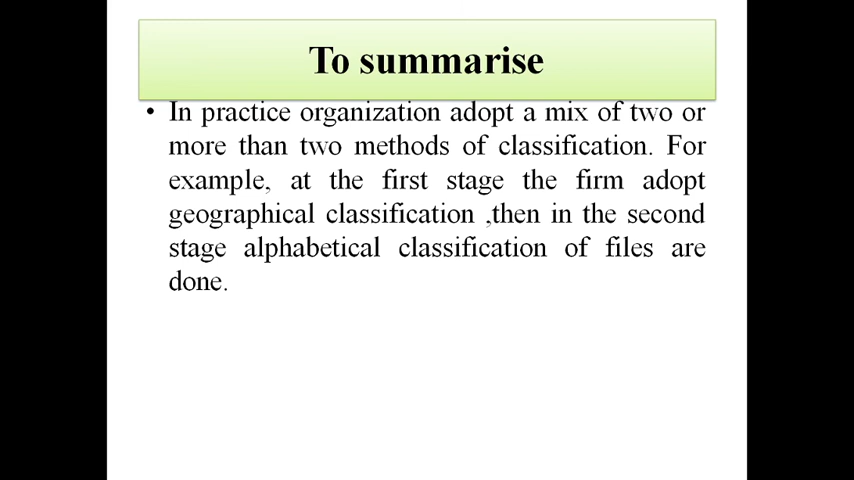 To summarise
• In practice organization adopt a mix of two or
more than two methods of classification. For
example, at the first stage the firm adopt
geographical classification ,then in the second
stage alphabetical classification of files are
done.